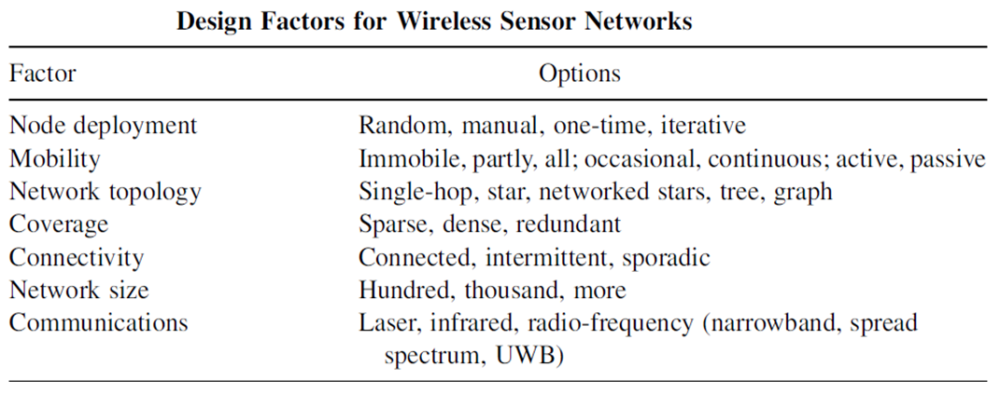 Design Factors for Wireless Sensor Networks
Factor Options
Node deployment Random, manual, one-time, iterative
Mobility Immobile, partly, all; occasional, continuous; active, passive
Network topology Single-hop, star, networked stars, tree, graph
Coverage Sparse, dense, redundant
Connectivity Connected, intermittent, sporadic
Network size Hundred, thousand, more
Communications Laser, infrared, radio-frequency (narrowband, spread
spectrum, UWB)